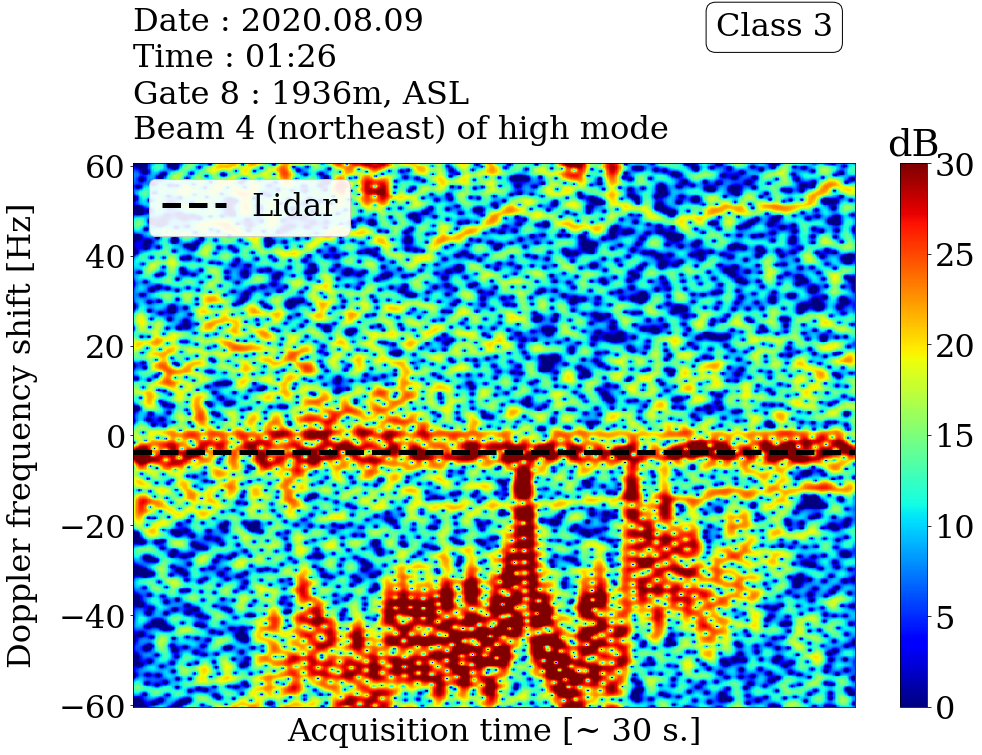 Date : 2020.08.09
Class 3
Time : 01:26
Gate 8 : 1936m, ASL
Beam 4 (northeast) of high mode
dB
60
40
20
0
−20
−40
−60
Doppler frequency shift [Hz]
Lidar
30
25
20
15
10
5
0
Acquisition time [~ 30 s.]